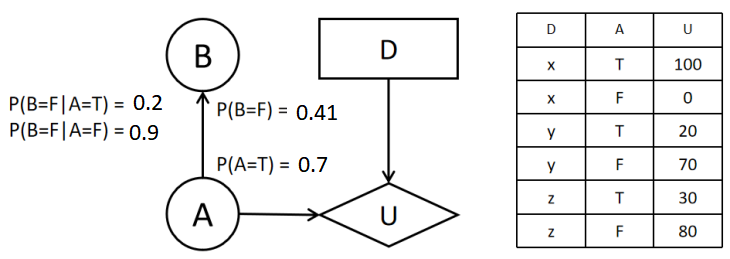 B
D
P(B=F|A=T) = 0.2
P(B=F|A=F) = 0.9
P(B=F) = 0.41
P(A=T) = 0.7
A
U
D A U
x T 100
x F 0
y T 20
y F 70
z T 30
z F 80